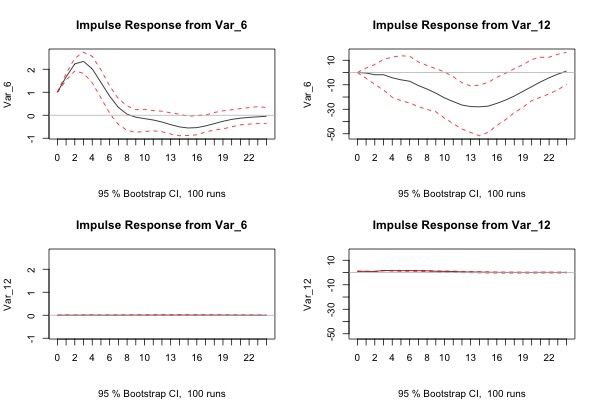 Impulse Response from Var_6
Var_6
2
1
0
-1
0 2 4 6 8 10 13 16 19 22
95 % Bootstrap CI, 100 runs
Impulse Response from Var_12
Var_6
10
-10
-30
-50
0 2 4 6 8 10 13 16 19 22
95 % Bootstrap CI, 100 runs
Impulse Response from Var_6
Var_12
2
1
0
-1
0 2 4 6 8 10 13 16 19 22
95 % Bootstrap CI, 100 runs
Impulse Response from Var_12
Var_12
10
-10
-30
-50
0 2 4 6 8 10 13 16 19 22
95 % Bootstrap CI, 100 runs